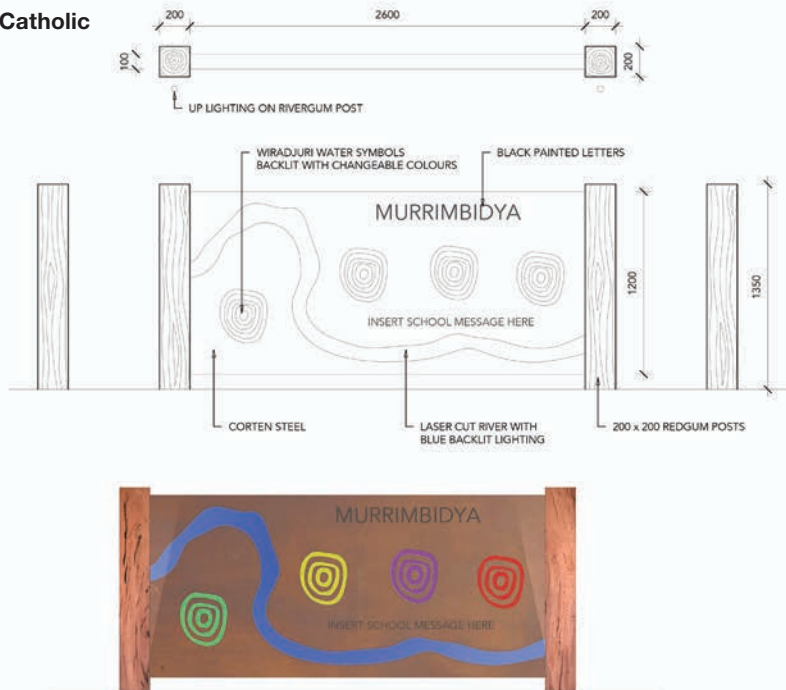 Catholic
200 2600 200
100
200
UP LIGHTING ON RIVERGUM POST
WIRADJURI WATER SYMBOLS
BACKLIT WITH CHANGEABLE COLOURS
BLACK PAINTED LETTERS
MURRIMBIDYA
INSERT SCHOOL MESSAGE HERE
1200
1350
CORTEN STEEL
LASER CUT RIVER WITH
BLUE BACKLIT LIGHTING
200 x 200 REDGUM POSTS
MURRIMBIDYA
INSERT SCHOOL MESSAGE HERE